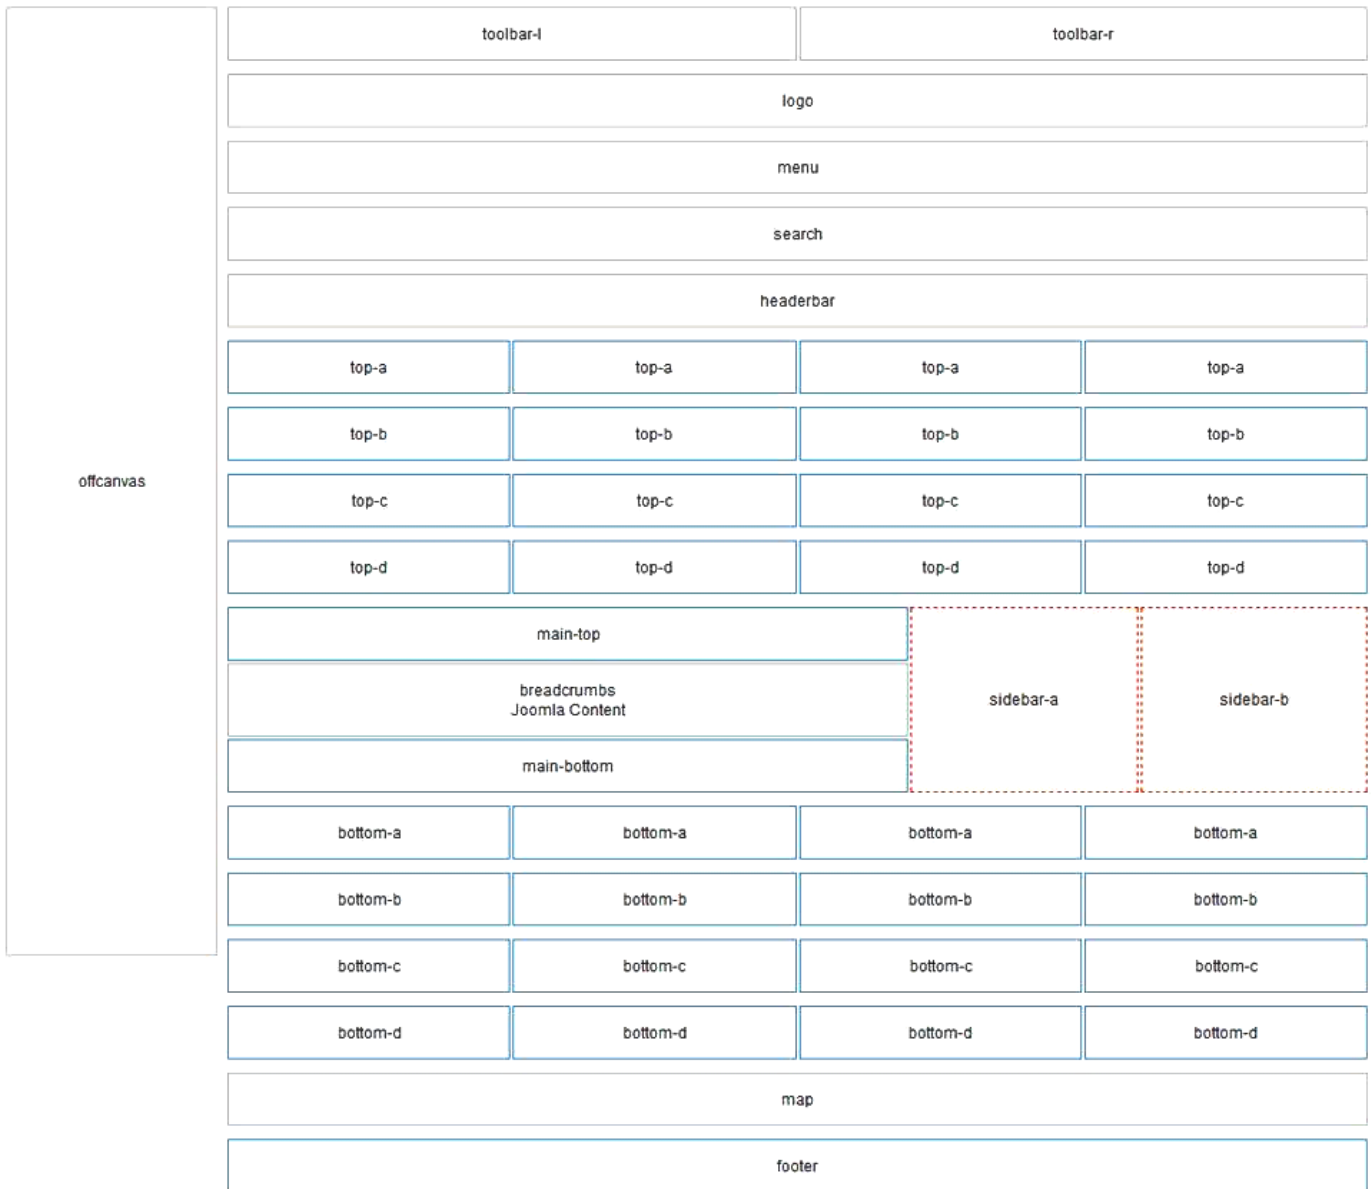 toolbar-l toolbar-r
logo
menu
search
headerbar
top-a top-a top-a top-a
top-b top-b top-b top-b
top-c top-c top-c top-c
offcanvas
top-d top-d top-d top-d
main-top
breadcrumbs
Joomla Content
main-bottom
sidebar-a sidebar-b
bottom-a bottom-a bottom-a bottom-a
bottom-b bottom-b bottom-b bottom-b
bottom-c bottom-c bottom-c bottom-c
bottom-d bottom-d bottom-d bottom-d
map
footer